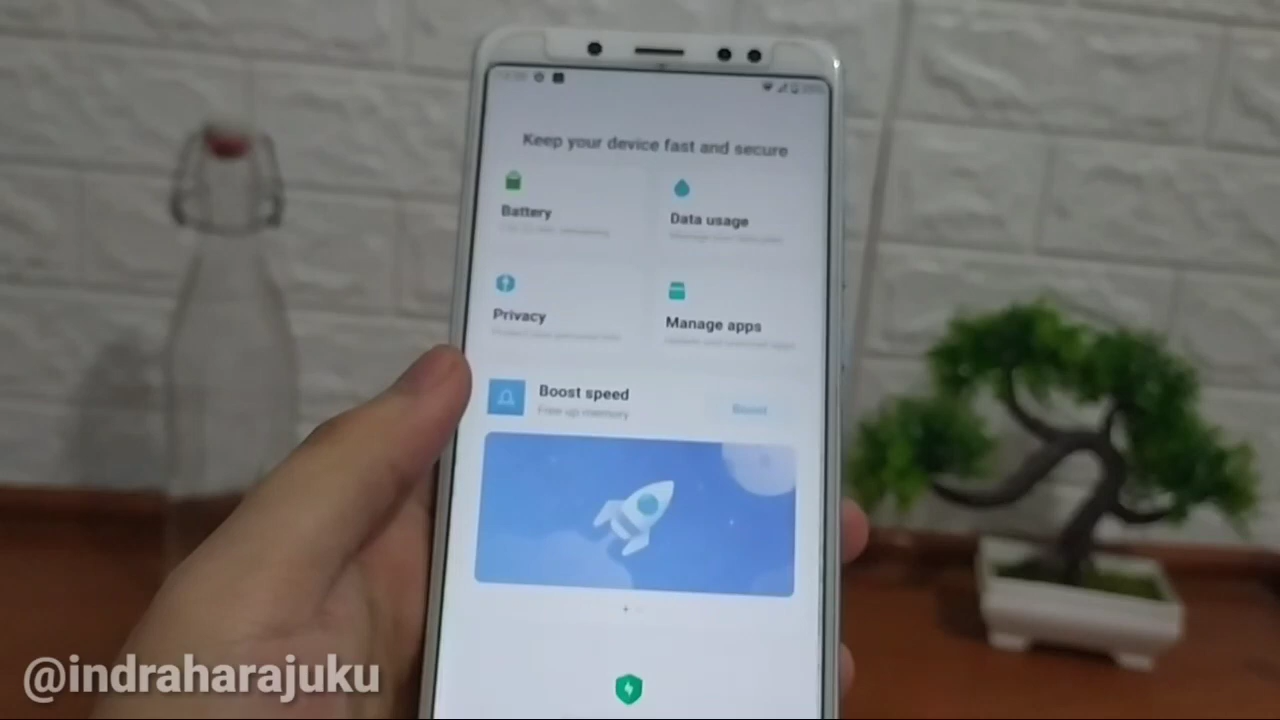 Keep your device fast and secure
Battery
Data usage
Privacy
Manage apps
Boost speed
Free up memory
Boost
@indraharajuku